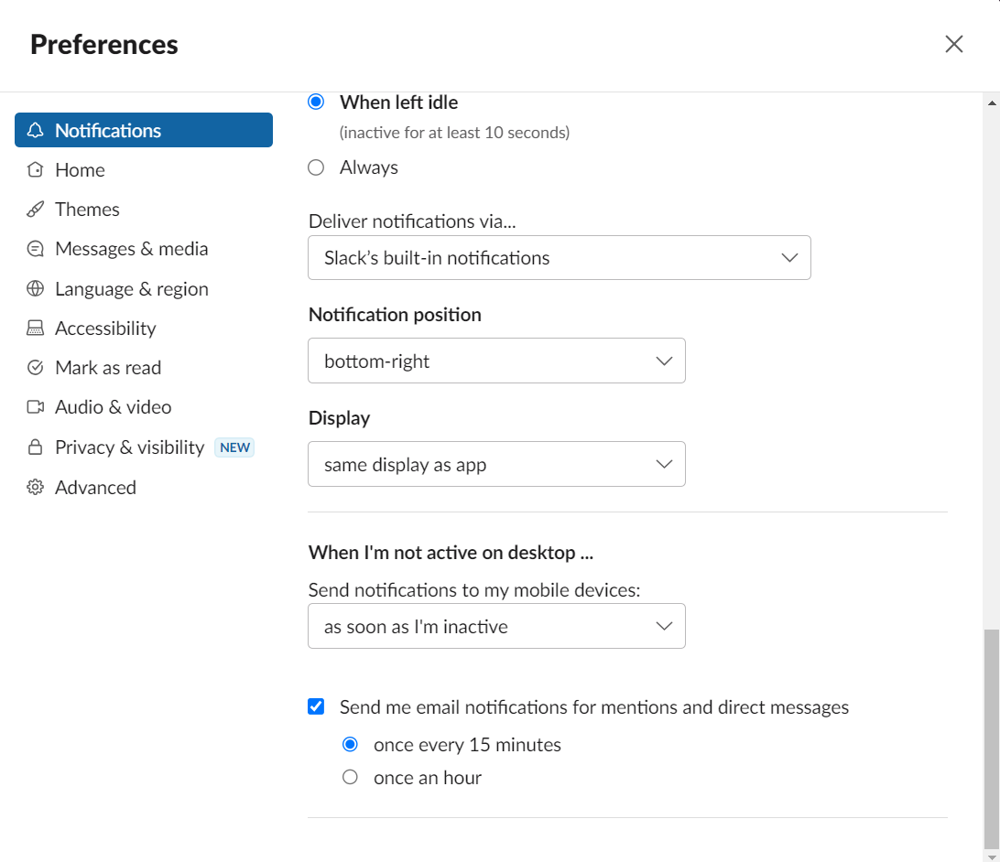 Preferences
Notifications
Home
Themes
Messages & media
Language & region
Accessibility
Mark as read
Audio & video
Privacy & visibility NEW
Advanced
When left idle
(inactive for at least 10 seconds)
Always
Deliver notifications via...
Slack’s built-in notifications
Notification position
bottom-right
Display
same display as app
When I'm not active on desktop ...
Send notifications to my mobile devices:
as soon as I'm inactive
Send me email notifications for mentions and direct messages
once every 15 minutes
once an hour